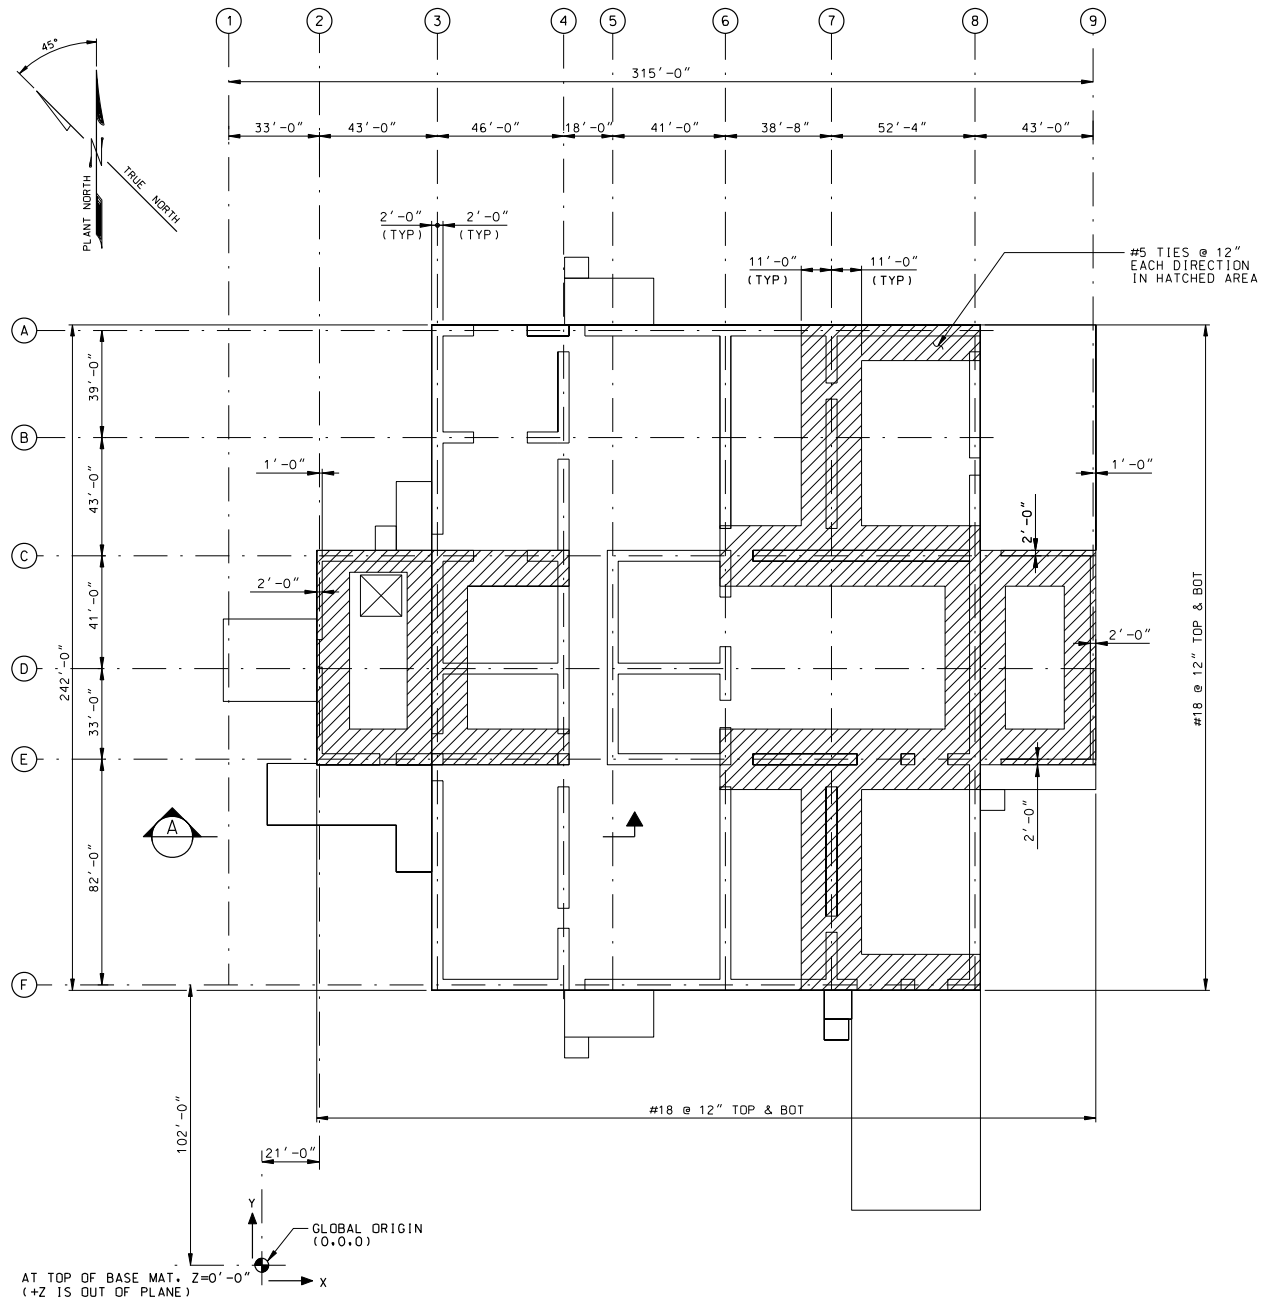 1 2 3 4 5 6 7 8 9
45°
315'-0"
33'-0" 43'-0" 46'-0" 18'-0" 41'-0" 38'-8" 52'-4" 43'-0"
TRUE NORTH
PLANT NORTH
2'-0" 2'-0"
(TYP) (TYP)
11'-0" 11'-0"
(TYP) (TYP)
#5 TIES @ 12"
EACH DIRECTION
IN HATCHED AREA
A
39'-0"
B
1'-0" 1'-0"
43'-0"
2'-0"
C
2'-0"
41'-0"
#18 @ 12" TOP & BOT
2'-0"
D
242'-0"
33'-0"
E
2'-0"
A
82'-0"
F
#18 @ 12" TOP & BOT
102'-0"
21'-0"
Y
GLOBAL ORIGIN
(0,0,0)
AT TOP OF BASE MAT, Z=0'-0"
X
(+Z IS OUT OF PLANE)